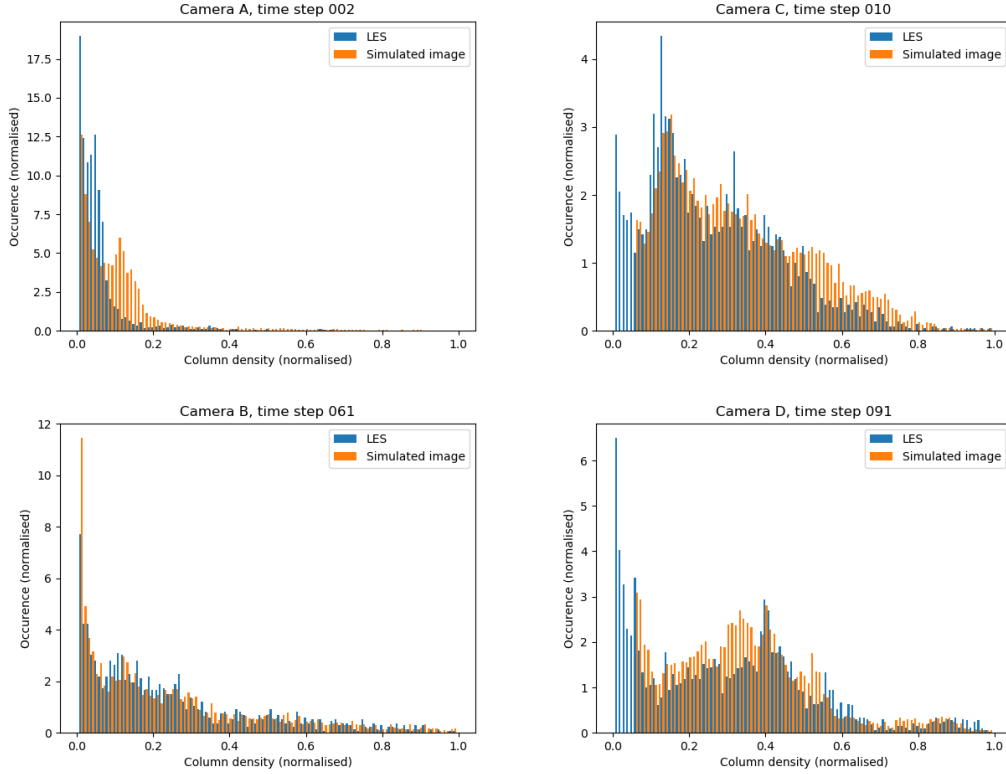 Camera A, time step 002
Occurence (normalised)
17.5
15.0
12.5
10.0
7.5
5.0
2.5
0.0
LES
Simulated image
0.0 0.2 0.4 0.6 0.8 1.0
Column density (normalised)
Camera C, time step 010
Occurence (normalised)
4
3
2
1
0
LES
Simulated image
0.0 0.2 0.4 0.6 0.8 1.0
Column density (normalised)
Camera B, time step 061
Occurence (normalised)
12
10
8
6
4
2
0
LES
Simulated image
0.0 0.2 0.4 0.6 0.8 1.0
Column density (normalised)
Camera D, time step 091
Occurence (normalised)
6
5
4
3
2
1
0
LES
Simulated image
0.0 0.2 0.4 0.6 0.8 1.0
Column density (normalised)